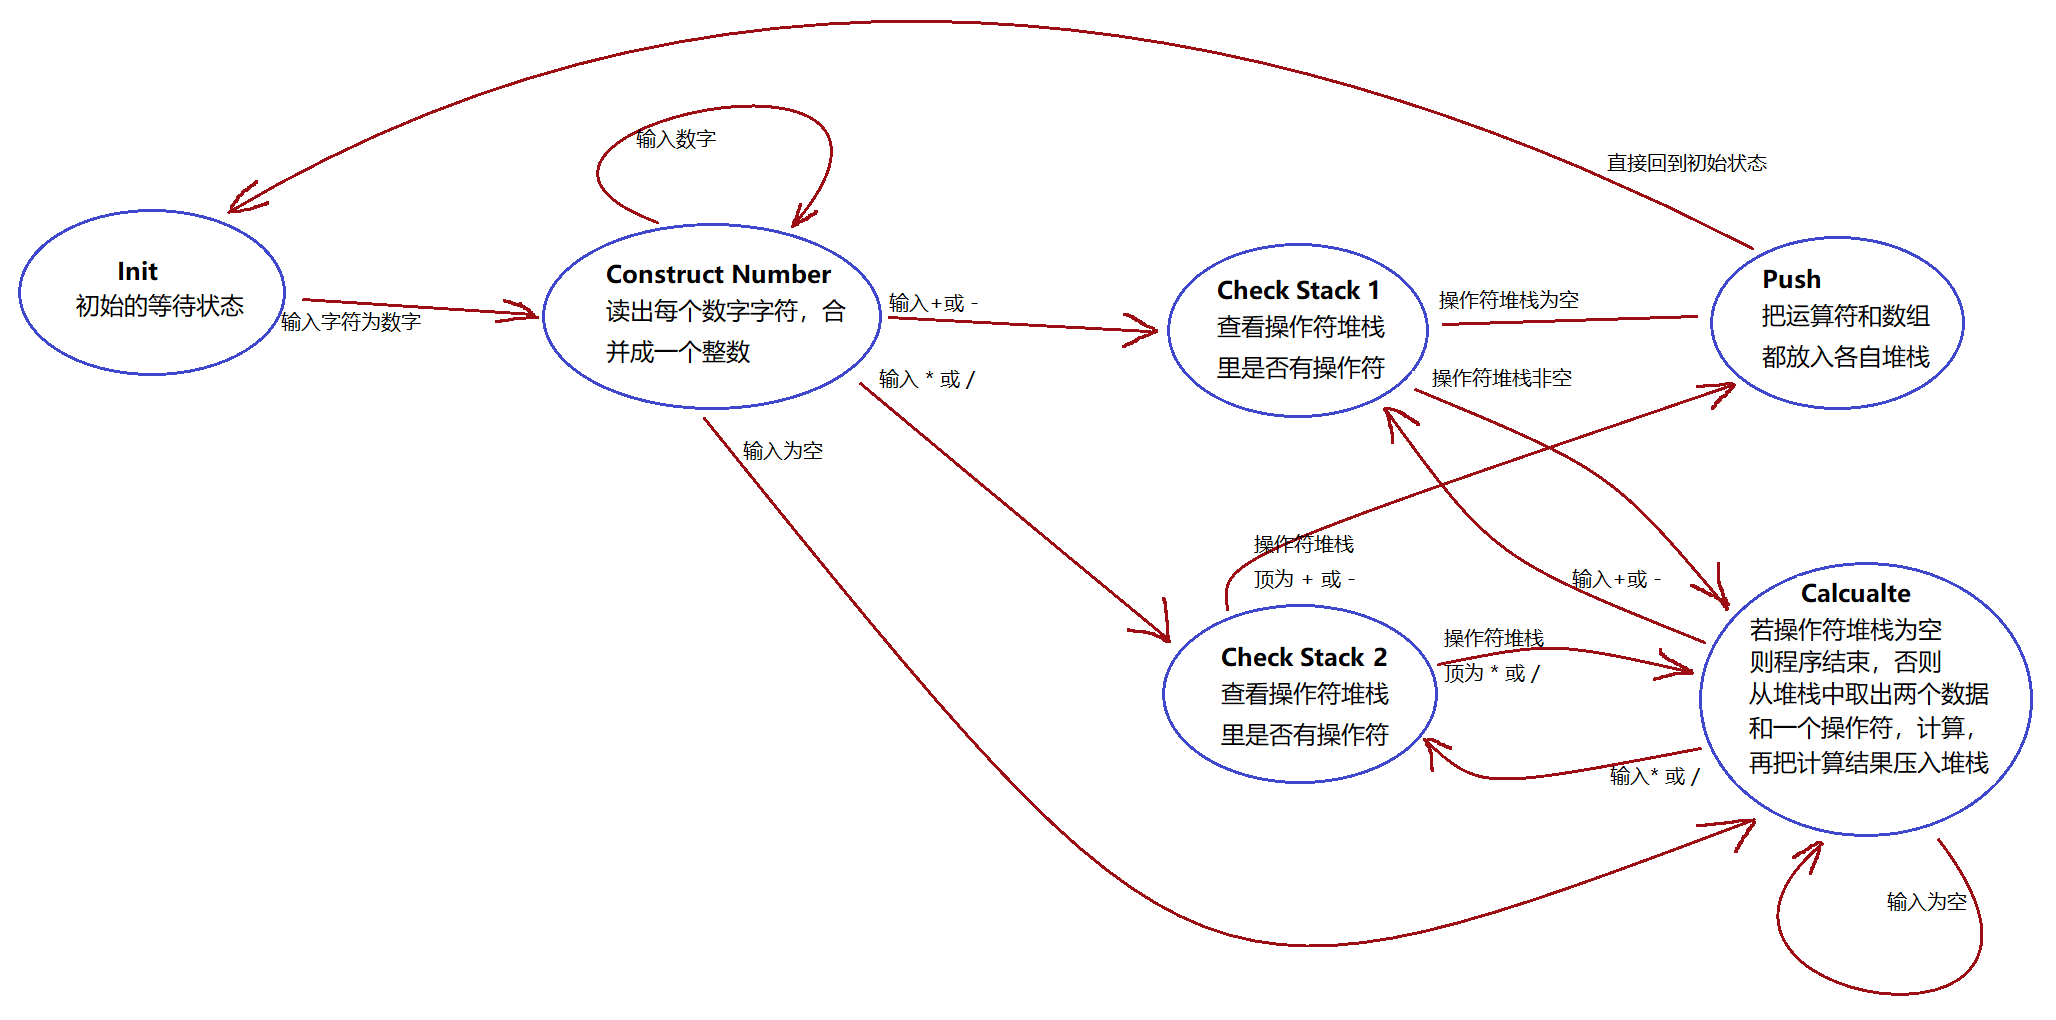 输入数字
直接回到初始状态
Init
初始的等待状态
输入字符为数字
Construct Number
读出每个数字字符，合
并成一个整数
输入+或 -
输入 * 或 /
输入为空
Check Stack 1
查看操作符堆栈
里是否有操作符
操作符堆栈为空
操作符堆栈非空
Push
把运算符和数组
都放入各自堆栈
操作符堆栈
顶为 + 或 -
输入+或 -
Check Stack 2
查看操作符堆栈
里是否有操作符
操作符堆栈
顶为 * 或 /
输入* 或 /
Calcualte
若操作符堆栈为空
则程序结束，否则
从堆栈中取出两个数据
和一个操作符，计算，
再把计算结果压入堆栈
输入为空